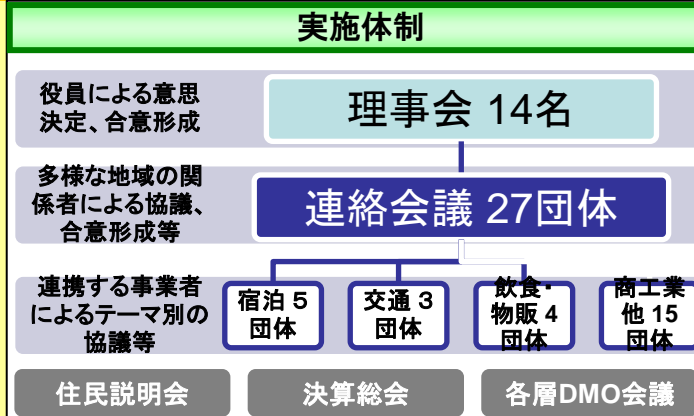 実施体制
役員による意思
決定、合意形成
理事会 14名
多様な地域の関
係者による協議、
合意形成等
連絡会議 27団体
連携する事業者
によるテーマ別の
協議等
宿泊 5
団体
交通 3
団体
飲食・
物販 4
団体
商工業
他 15
団体
住民説明会
決算総会
各層DMO会議